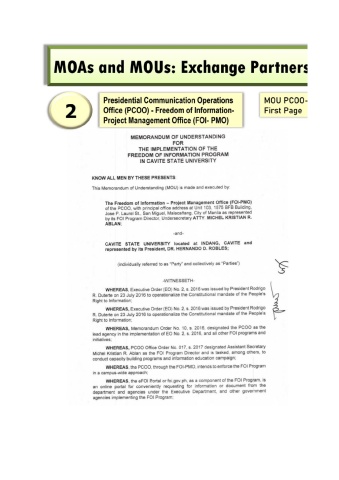 MOAs and MOUs: Exchange Partners
2
Presidential Communication Operations
Office (PCOO) - Freedom of Information-
Project Management Office (FOI- PMO)
MOU PCOO-
First Page
MEMORANDUM OF UNDERSTANDING
FOR
THE IMPLEMENTATION OF THE
FREEDOM OF INFORMATION PROGRAM
IN CAVITE STATE UNIVERSITY
KNOW ALL MEN BY THESE PRESENTS:
This Memorandum of Understanding (MOU) is made and executed by:
The Freedom of Information – Project Management Office (FOI-PMO)
of the PCOO, with principal office address at Unit 103, 1975 SFB Building,
Jose P. Laurel St., San Miguel, Malacañang, City of Manila as represented
by its FOI Program Director, Undersecretary ATTY. MICHEL KRISTIAN R.
ABLAN;
-and-
CAVITE STATE UNIVERSITY located at INDANG, CAVITE and
represented by its President, DR. HERNANDO D. ROBLES;
(individually referred to as "Party" and collectively as "Parties")
-WITNESSETH-
WHEREAS, Executive Order (EO) No. 2, s. 2016 was issued by President Rodrigo
R. Duterte on 23 July 2016 to operationalize the Constitutional mandate of the People's
Right to Information;
WHEREAS, Executive Order (EO) No. 2, s. 2016 was issued by President Rodrigo
R. Duterte on 23 July 2016 to operationalize the Constitutional mandate of the People's
Right to Information;
WHEREAS, Memorandum Order No. 10, s. 2016, designated the PCOO as the
lead agency in the implementation of EO No. 2, s. 2016, and all other FOI programs and
initiatives;
WHEREAS, PCOO Office Order No. 017, s. 2017 designated Assistant Secretary
Michel Kristian R. Ablan as the FOI Program Director and is tasked, among others, to
conduct capacity building programs and information education campaign;
WHEREAS, the PCOO, through the FOI-PMO, intends to enforce the FOI Program
in a campus-wide approach;
WHEREAS, the eFOI Portal or foi.gov.ph, as a component of the FOI Program, is
an online portal for conveniently requesting for information or document from the
department and agencies under the Executive Department, and other government
agencies implementing the FOI Program;